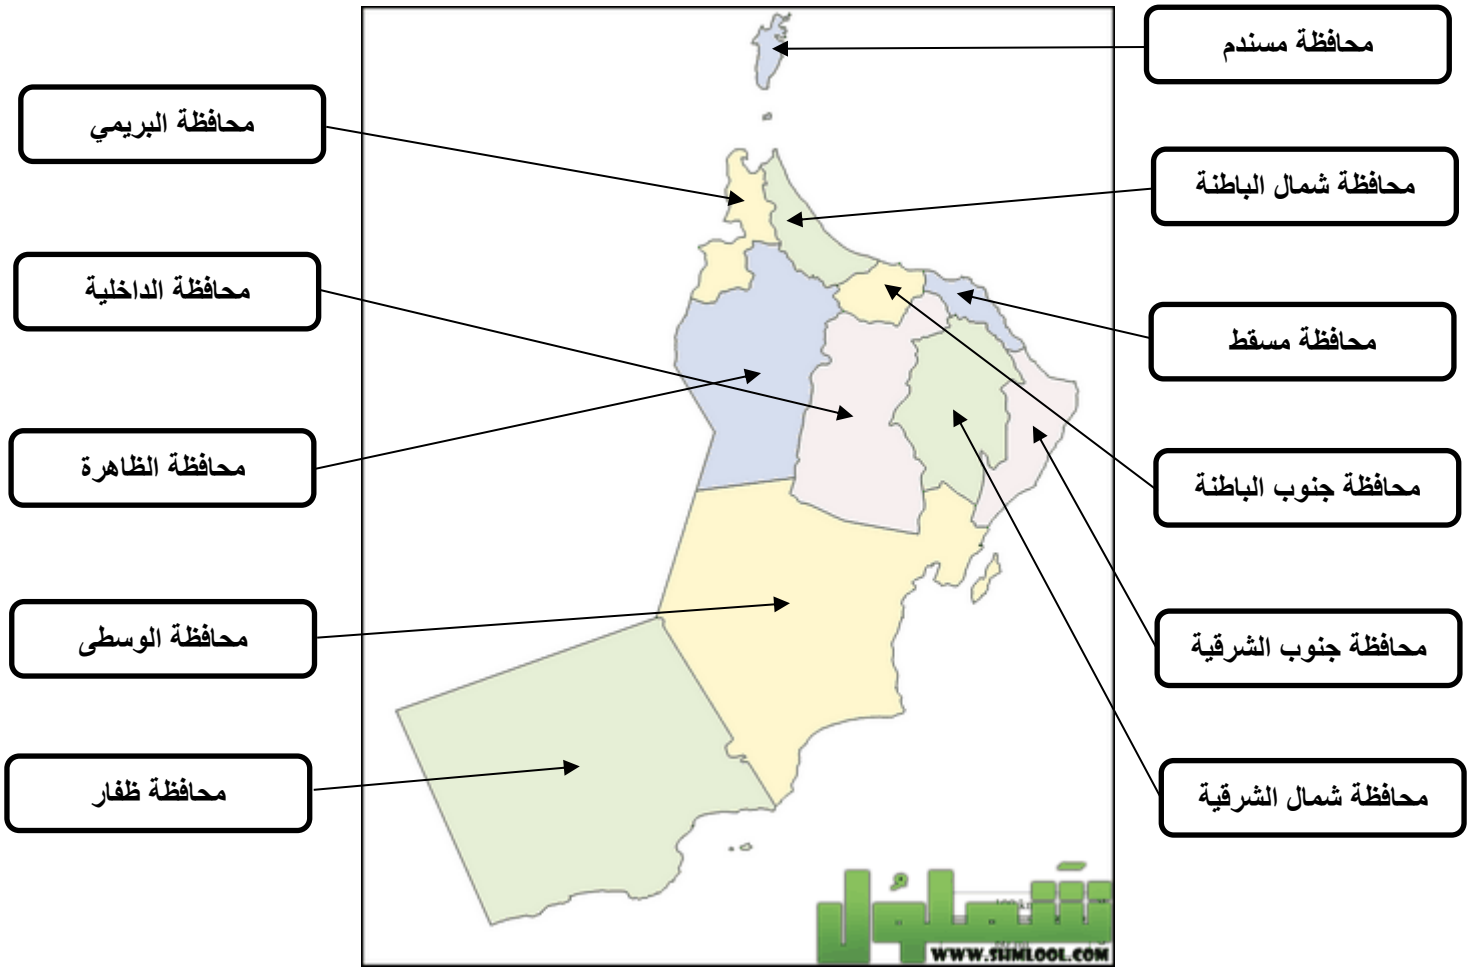 محافظة مسندم
محافظة البريمي
محافظة شمال الباطنة
محافظة الداخلية
محافظة مسقط
محافظة الظاهرة
محافظة جنوب الباطنة
محافظة الوسطى
محافظة جنوب الشرقية
محافظة ظفار
محافظة شمال الشرقية
شملول
WWW.SHMLOOL.COM